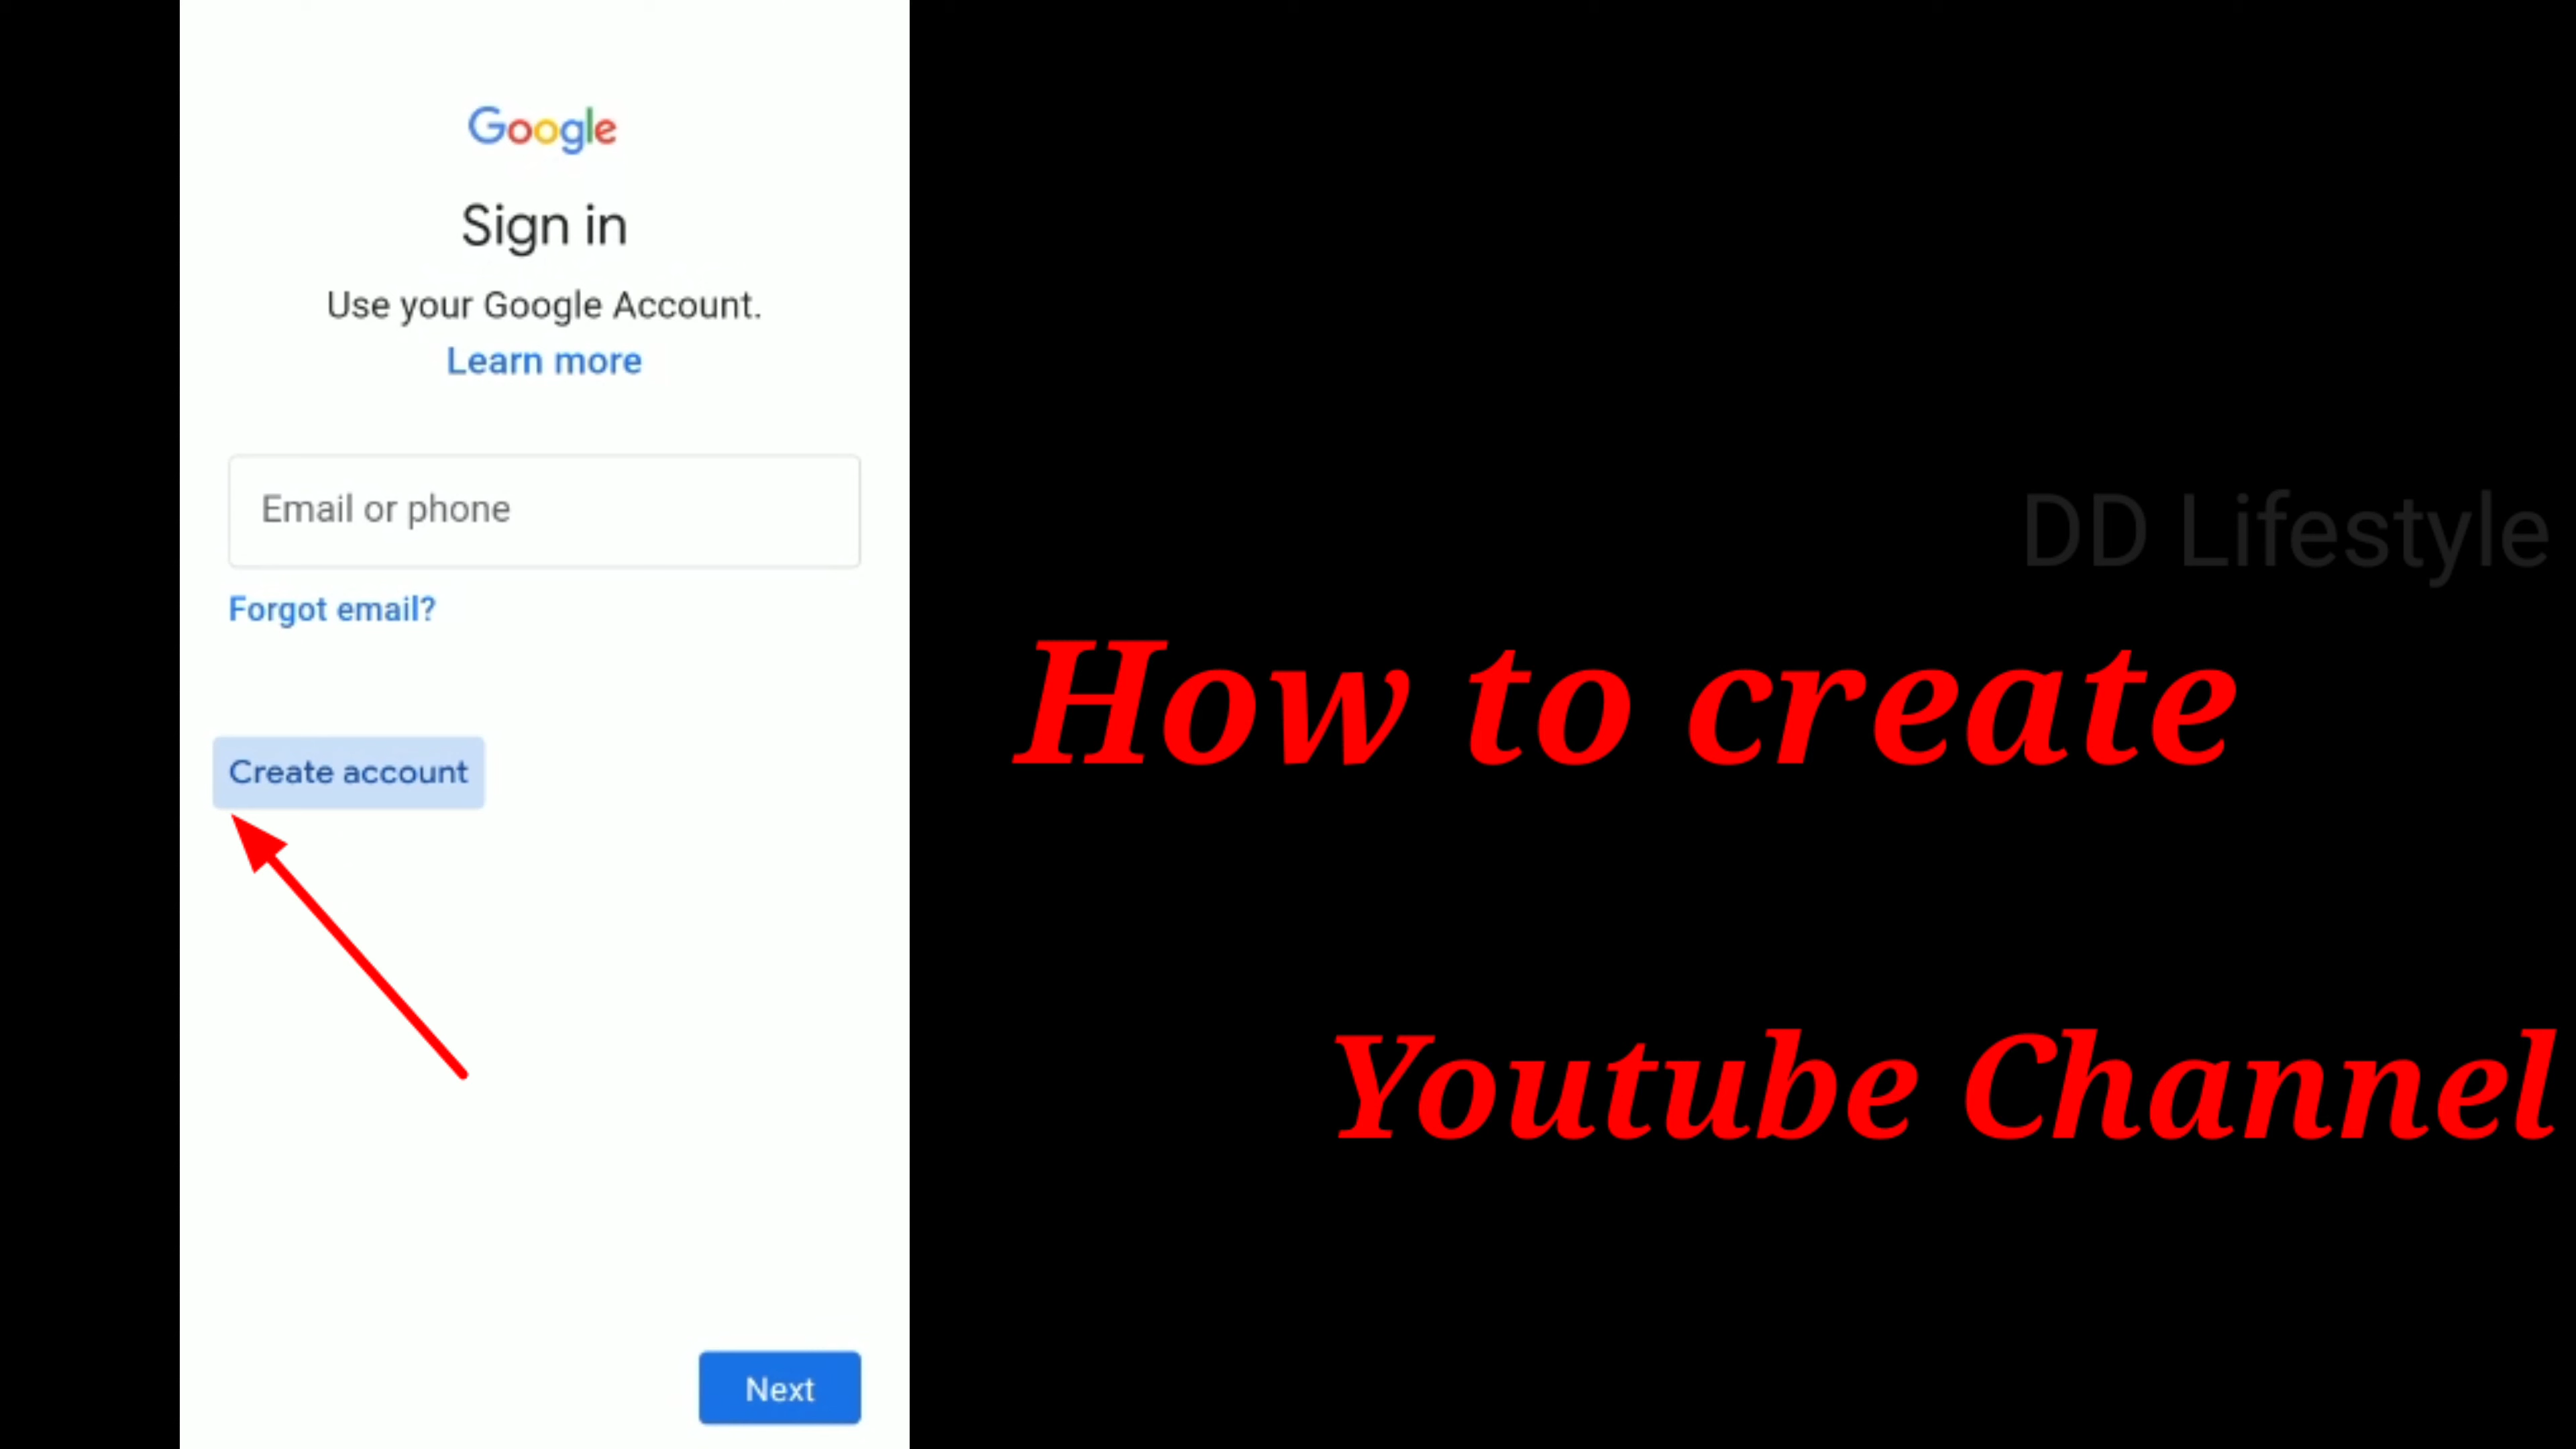 Google
Sign in
Use your Google Account.
Learn more
Email or phone
Forgot email?
Create account
Next
DD Lifestyle
How to create
Youtube Channel